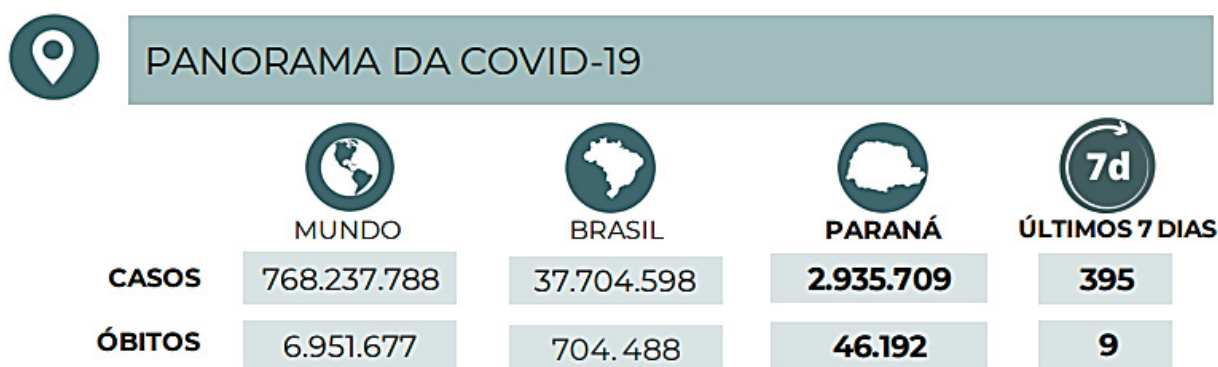 PANORAMA DA COVID-19
7d
MUNDO BRASIL PARANÁ ÚLTIMOS 7 DIAS
CASOS 768.237.788 37.704.598 2.935.709 395
ÓBITOS 6.951.677 704. 488 46.192 9